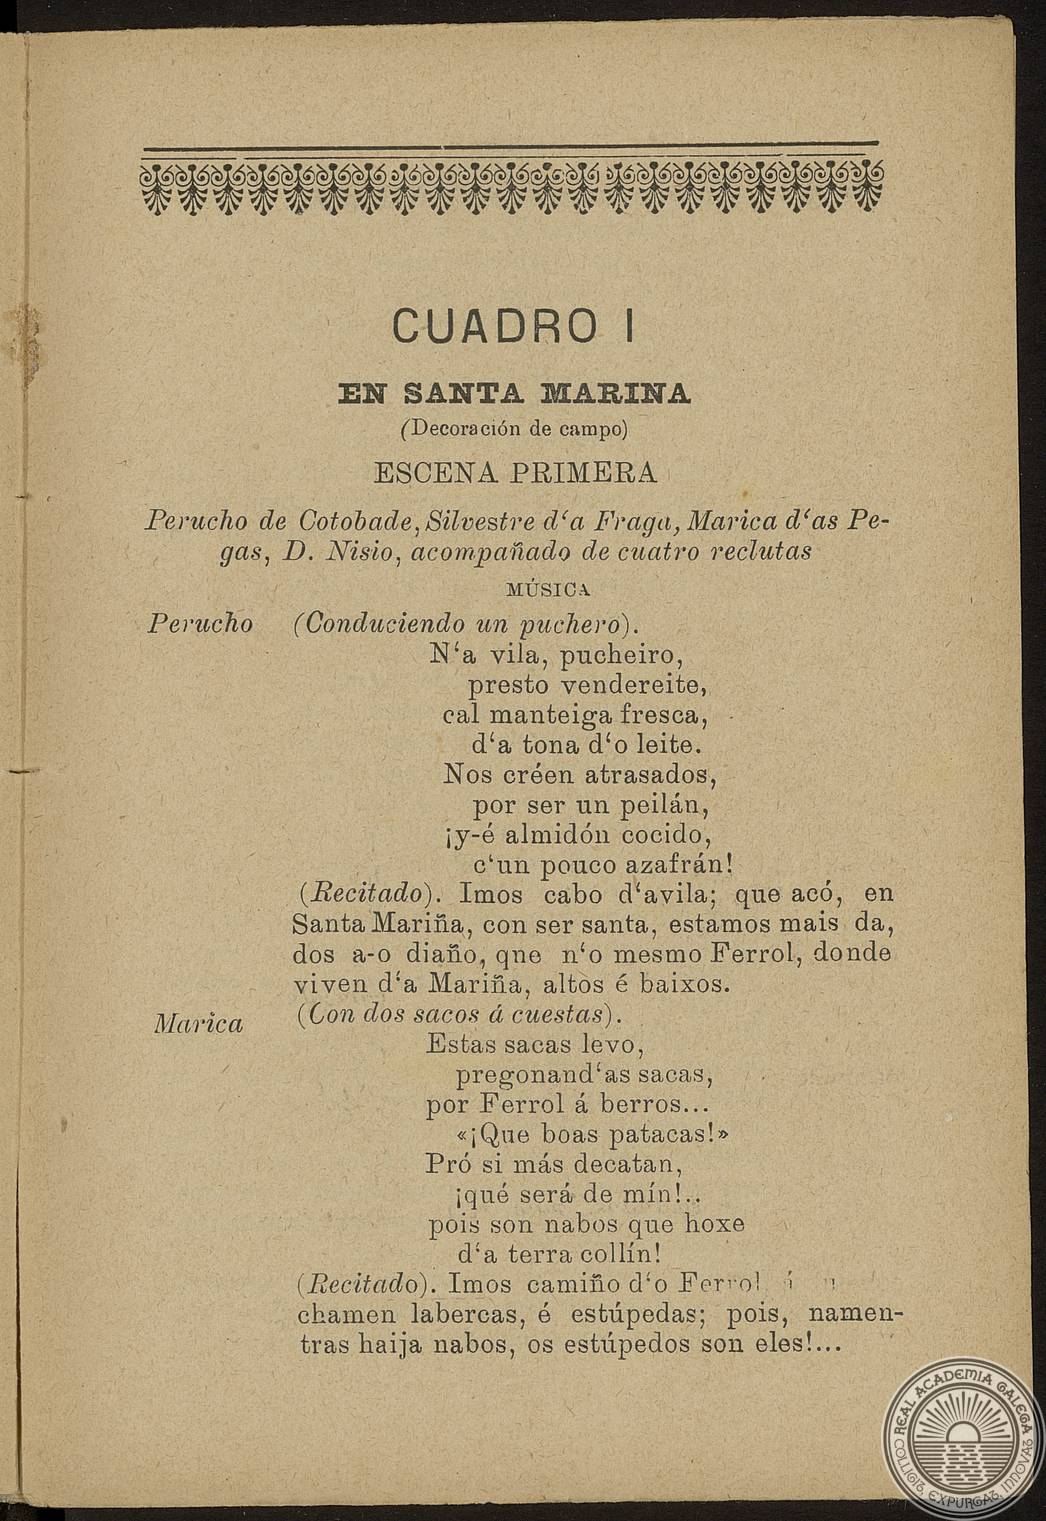 CUADRO I
EN SANTA MARINA
(Decoración de campo)
ESCENA PRIMERA
Perucho de Cotobade, Silvestre d‘a Fraga, Marica d‘as Pe-
gas, D. Nisio, acompañado de cuatro reclutas
MÚSICA
Perucho (Conduciendo un puchero).
N‘a vila, pucheiro,
presto vendereite,
cal manteiga fresca,
d‘a tona d‘o leite.
Nos créen atrasados,
por ser un peilán,
¡y-é almidón cocido,
c‘un pouco azafrán!
(Recitado). Imos cabo d‘avila; que acó, en
Santa Mariña, con ser santa, estamos mais da,
dos a-o diaño, qne n‘o mesmo Ferrol, donde
viven d‘a Mariña, altos é baixos.
Marica (Con dos sacos á cuestas).
Estas sacas levo,
pregonand‘as sacas,
por Ferrol á berros...
«¡Que boas patacas!»
Pró si más decatan,
¡qué será de mín!..
pois son nabos que hoxe
d‘a terra collín!
(Recitado). Imos camiño d‘o Ferrol
chamen labercas, é estúpedas; pois, namen-
tras haija nabos, os estúpedos son eles!...
REAL ACADEMIA GALEGA
COLLIGIT, EXPURGAT, INNOVAT